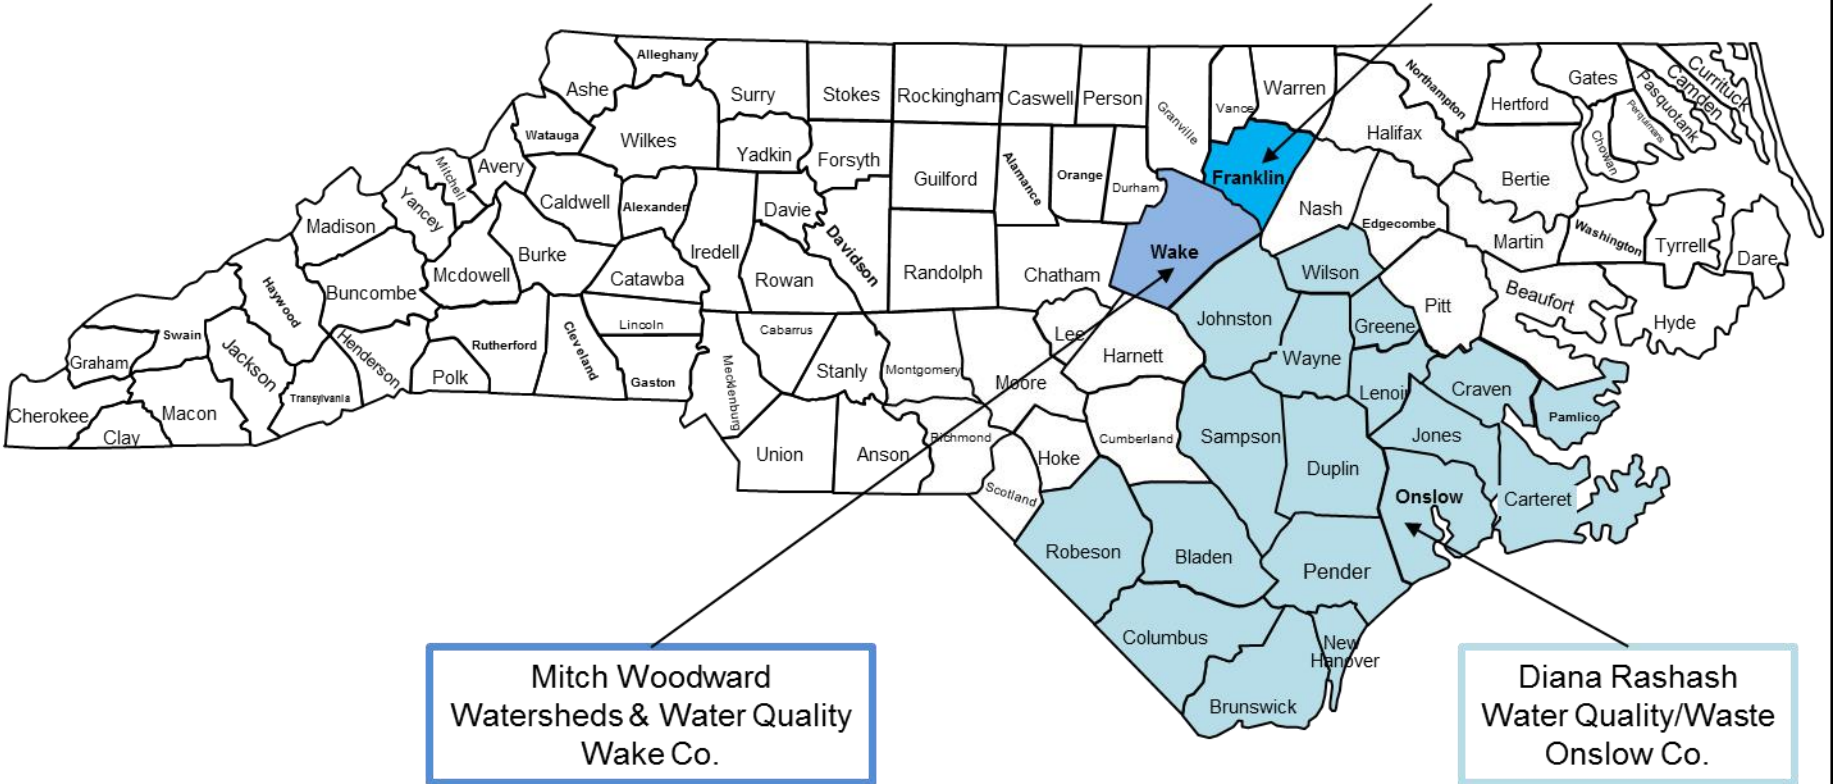 Alleghany
Ashe
Surry
Stokes
Rockingham
Caswell
Person
Granville
Vance
Warren
Northampton
Hertford
Gates
Pasquotank
Camden
Currituck
Perquimans
Chowan
Watauga
Wilkes
Yadkin
Forsyth
Guilford
Alamance
Orange
Durham
Franklin
Halifax
Bertie
Mitchell
Avery
Yancey
Caldwell
Alexander
Davie
Davidson
Iredell
Nash
Edgecombe
Martin
Washington
Tyrrell
Dare
Madison
Burke
Mcdowell
Catawba
Rowan
Randolph
Chatham
Wake
Wilson
Pitt
Beaufort
Hyde
Haywood
Buncombe
Swain
Graham
Jackson
Henderson
Rutherford
Cleveland
Lincoln
Cabarrus
Lee
Harnett
Johnston
Greene
Wayne
Polk
Gaston
Mecklenburg
Stanly
Montgomery
Moore
Lenoir
Craven
Pamlico
Transylvania
Cherokee
Clay
Macon
Union
Anson
Richmond
Scotland
Hoke
Cumberland
Sampson
Duplin
Jones
Onslow
Carteret
Robeson
Bladen
Pender
Columbus
New
Hanover
Brunswick
Mitch Woodward
Watersheds & Water Quality
Wake Co.
Diana Rashash
Water Quality/Waste
Onslow Co.